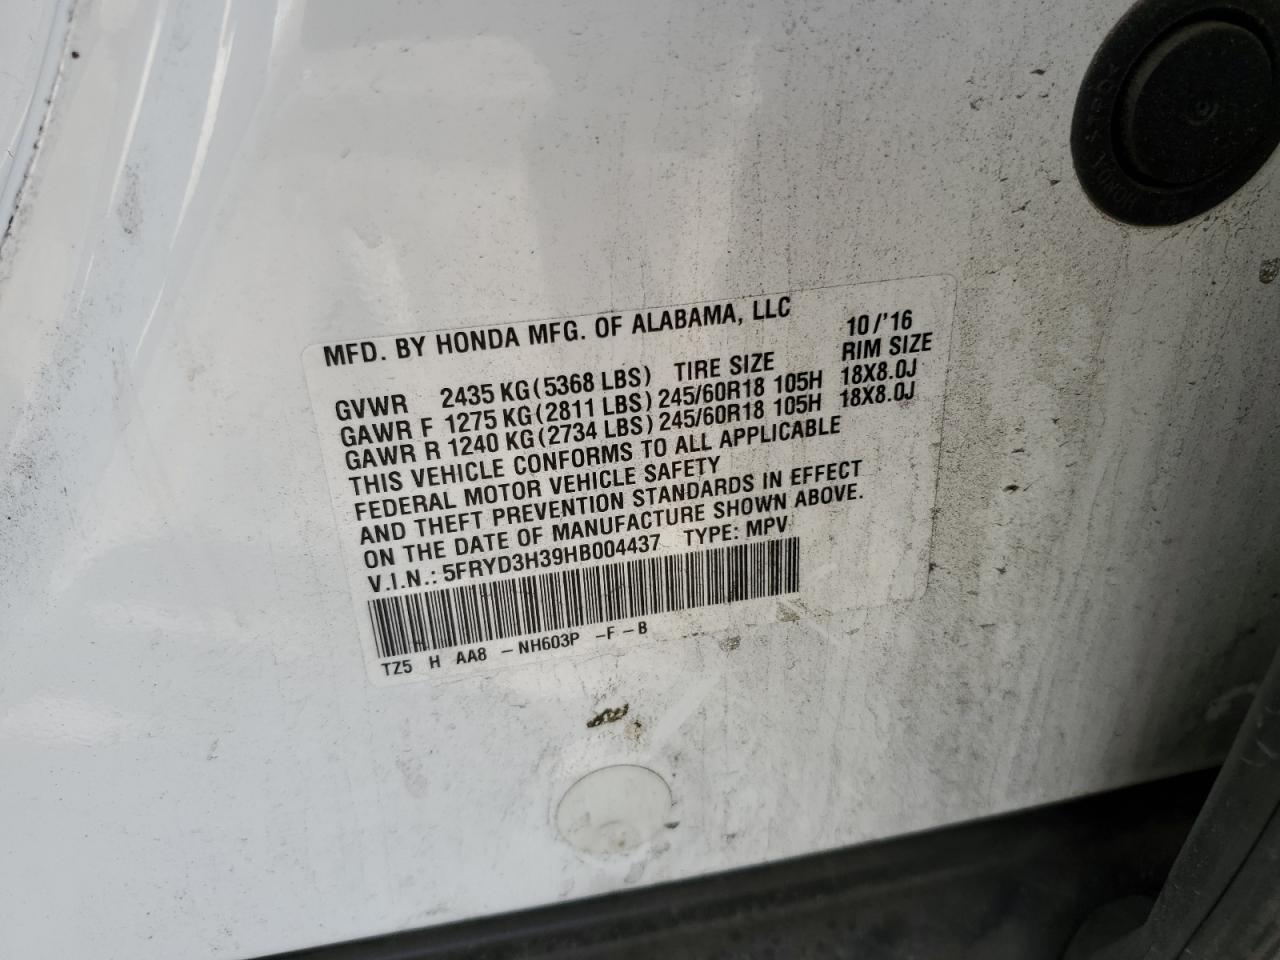 MFD. BY HONDA MFG. OF ALABAMA, LLC 10/'16
GVWR 2435 KG (5368 LBS) TIRE SIZE RIM SIZE
GAWR F 1275 KG (2811 LBS) 245/60R18 105H 18X8.0J
GAWR R 1240 KG (2734 LBS) 245/60R18 105H 18X8.0J
THIS VEHICLE CONFORMS TO ALL APPLICABLE
FEDERAL MOTOR VEHICLE SAFETY
AND THEFT PREVENTION STANDARDS IN EFFECT
ON THE DATE OF MANUFACTURE SHOWN ABOVE.
V.I.N.: 5FRYD3H39HB004437 TYPE: MPV
TZ5 H AA8 - NH603P - F - B
HONDA